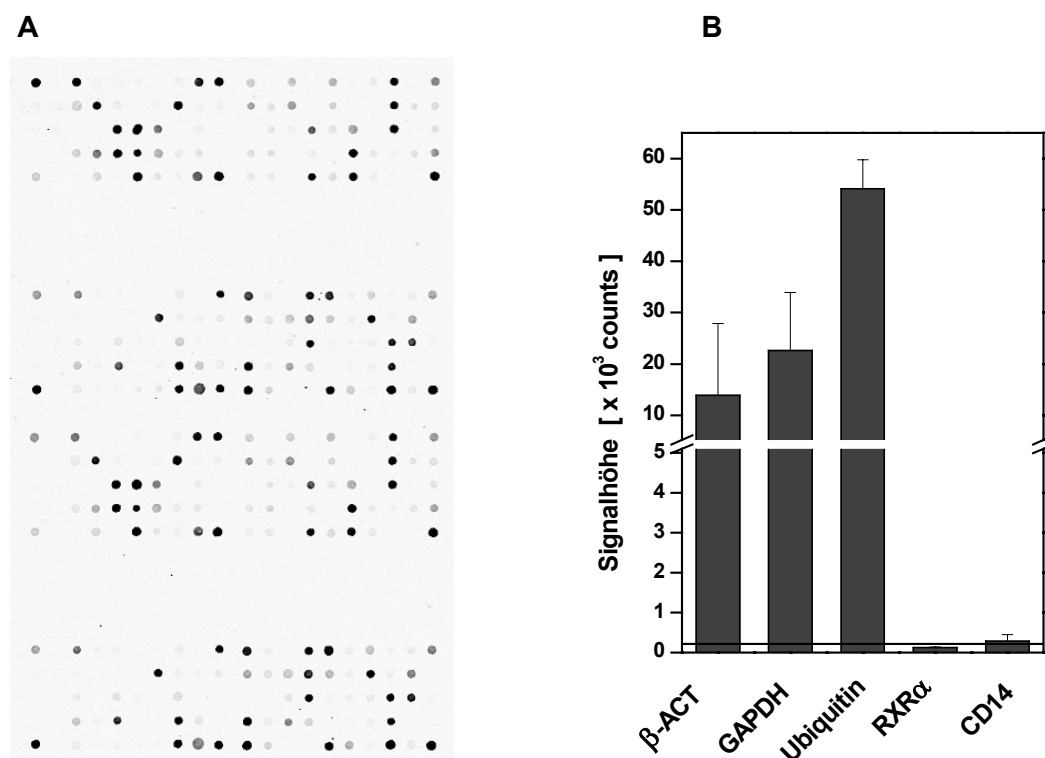 A
B
Signalhöhe [ x 10³ counts ]
60
50
40
30
20
10
5
4
3
2
1
0
β-ACT
GAPDH
Ubiquitin
RXRα
CD14